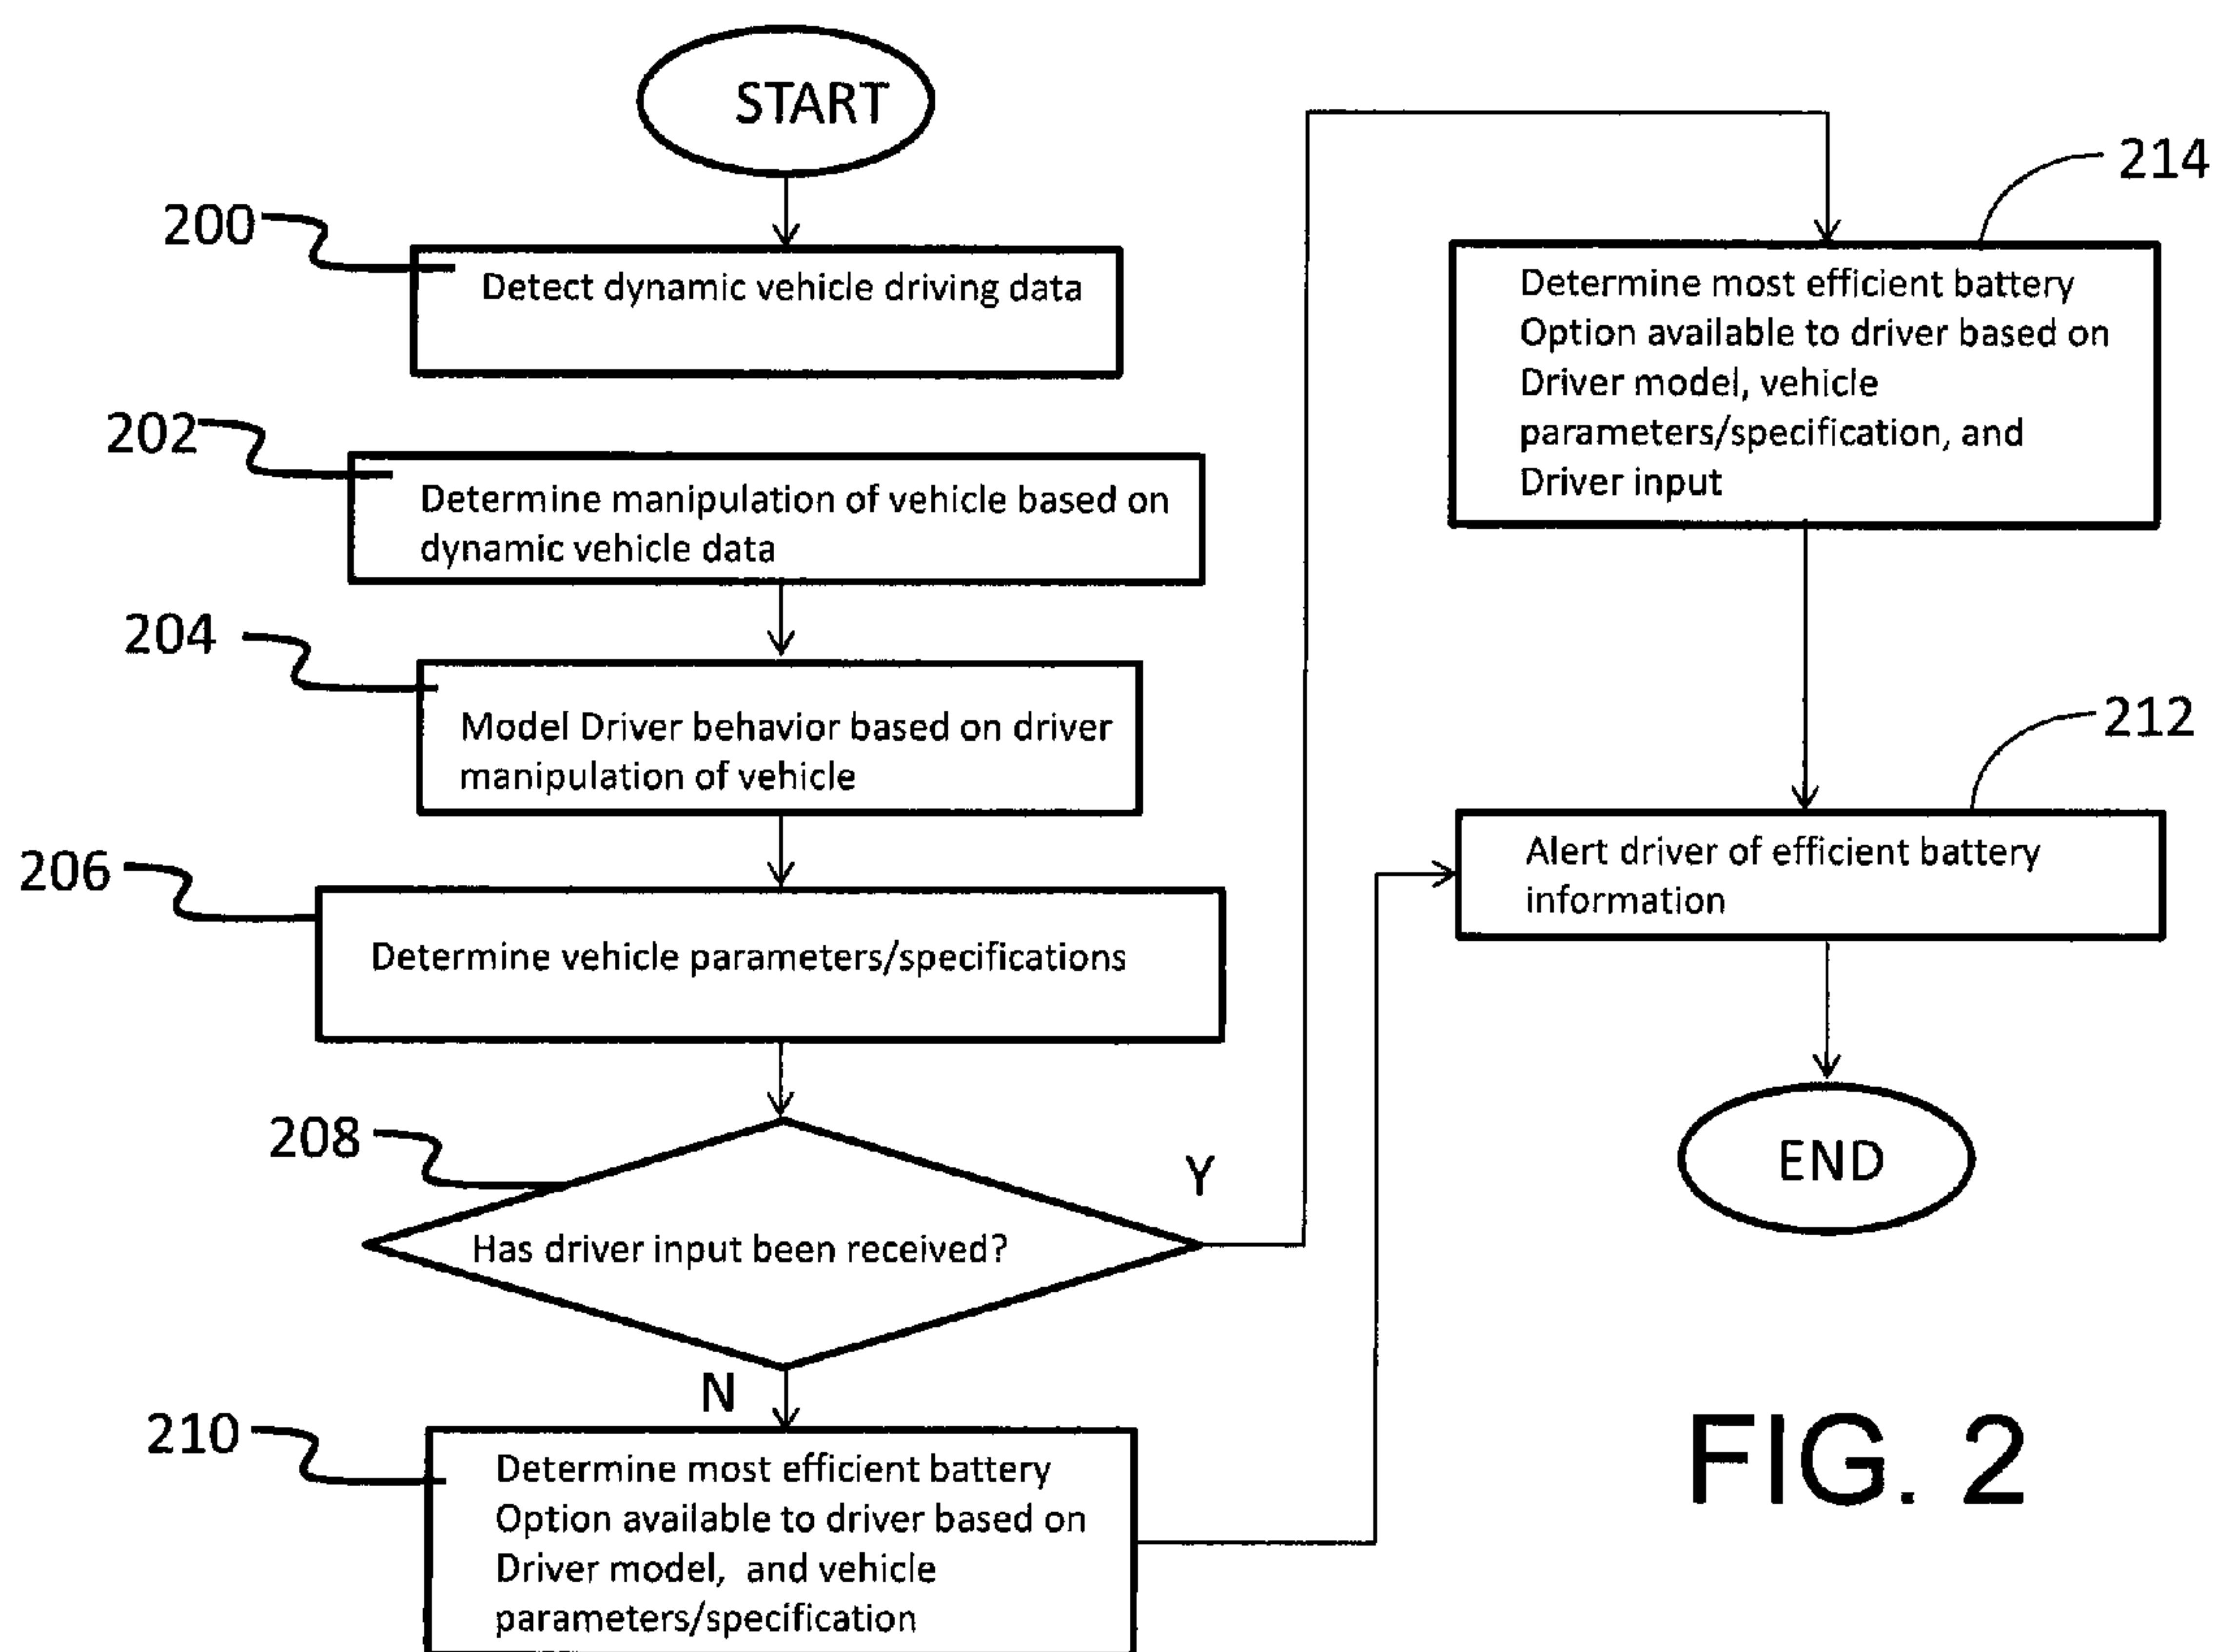 START
200
Detect dynamic vehicle driving data
202
Determine manipulation of vehicle based on
dynamic vehicle data
204
Model Driver behavior based on driver
manipulation of vehicle
206
Determine vehicle parameters/specifications
208
Has driver input been received?
Y
N
210
Determine most efficient battery
Option available to driver based on
Driver model, and vehicle
parameters/specification
214
Determine most efficient battery
Option available to driver based on
Driver model, vehicle
parameters/specification, and
Driver input
212
Alert driver of efficient battery
information
END
FIG. 2